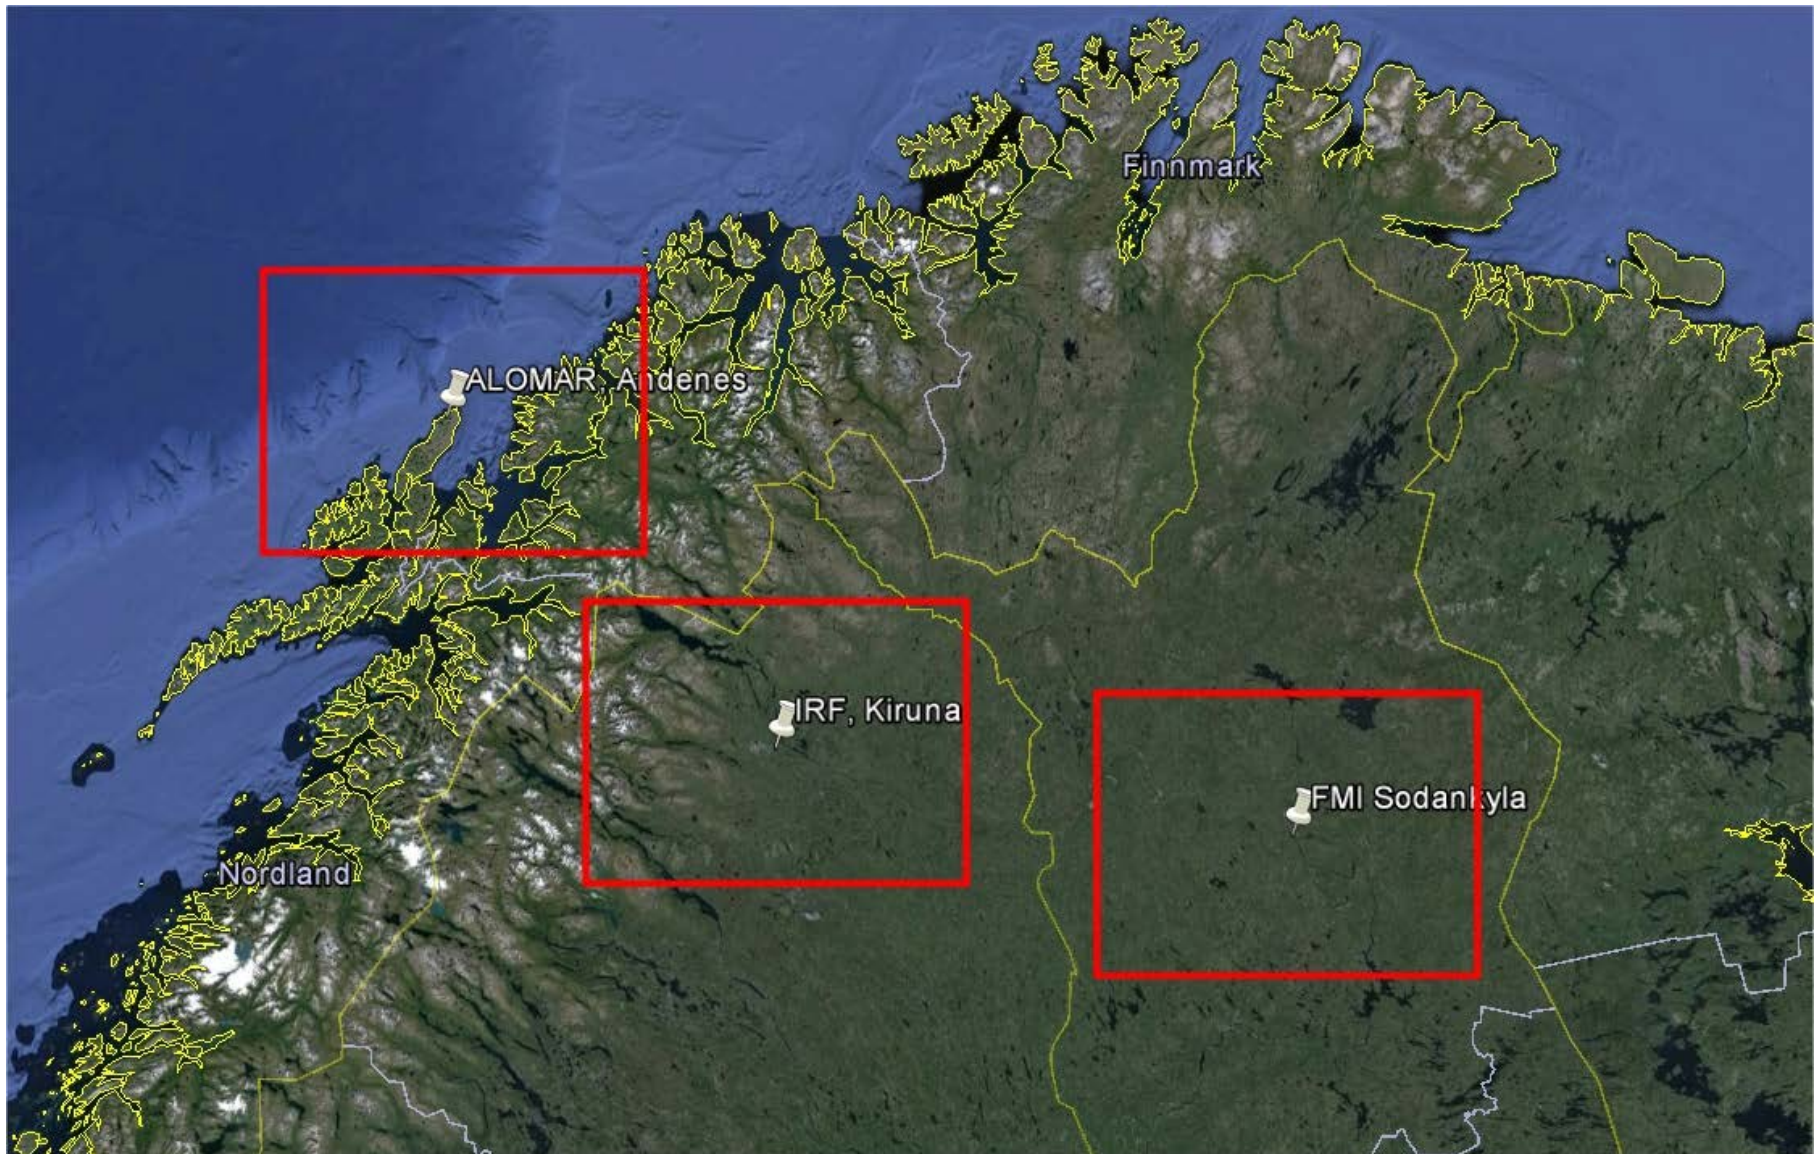 Finnmark
ALOMAR, Andenes
IRF, Kiruna
FMI Sodankyla
Nordland